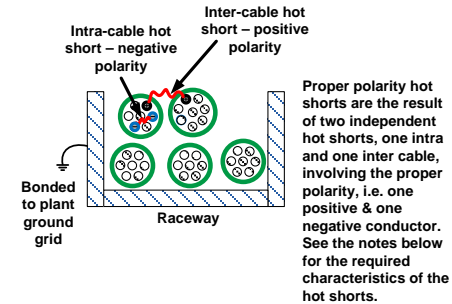 Inter-cable hot
short – positive
polarity
Intra-cable hot
short – negative
polarity
Proper polarity hot
shorts are the result
of two independent
hot shorts, one intra
and one inter cable,
involving the proper
polarity, i.e. one
positive & one
negative conductor.
See the notes below
for the required
characteristics of the
hot shorts.
Bonded
to plant
ground
grid
Raceway